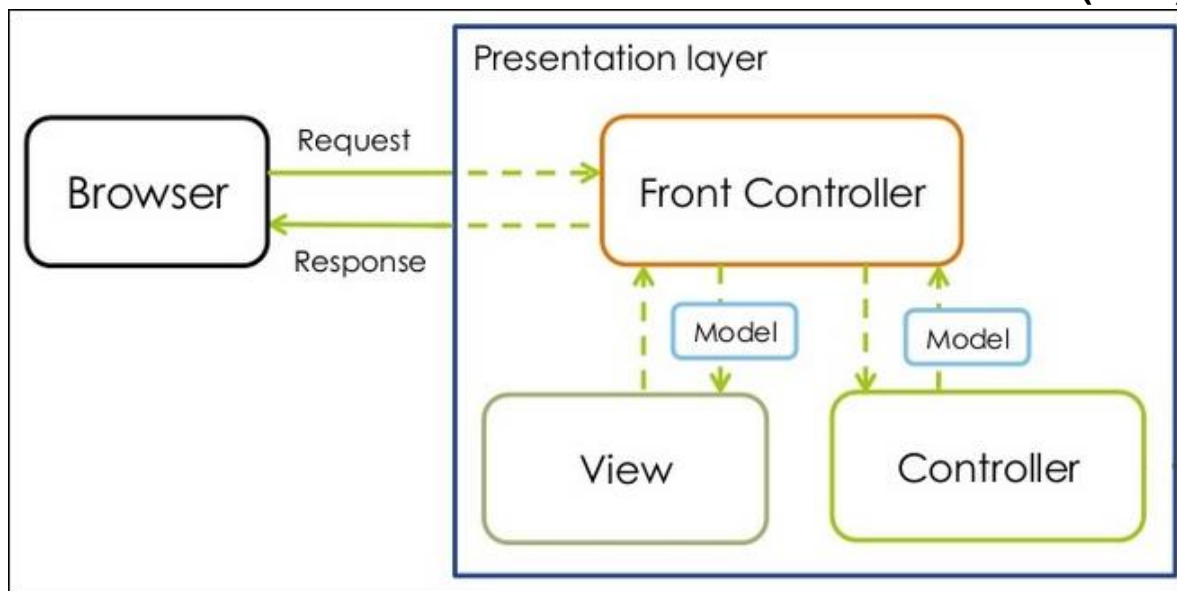 Presentation layer
Request
Browser
Front Controller
Response
Model
Model
View
Controller